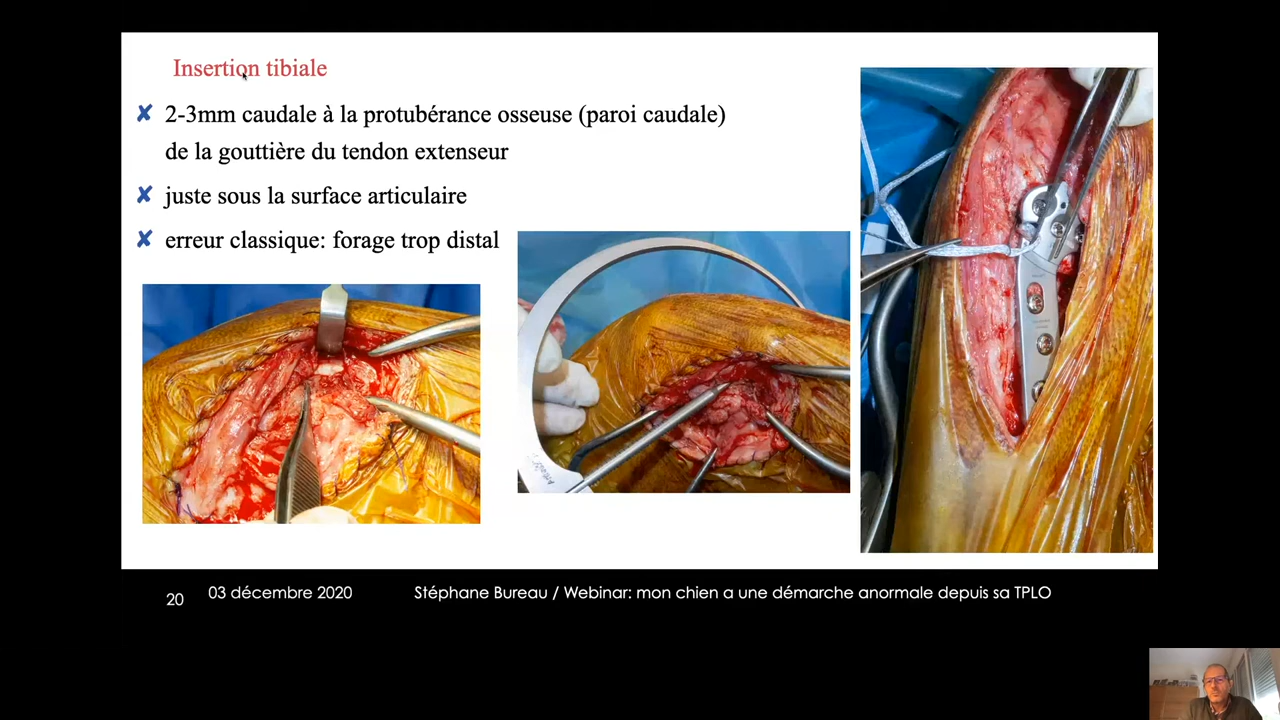 Insertion tibiale
✘ 2-3mm caudale à la protubérance osseuse (paroi caudale)
de la gouttière du tendon extenseur
✘ juste sous la surface articulaire
✘ erreur classique: forage trop distal
20
03 décembre 2020
Stéphane Bureau / Webinar: mon chien a une démarche anormale depuis sa TPLO